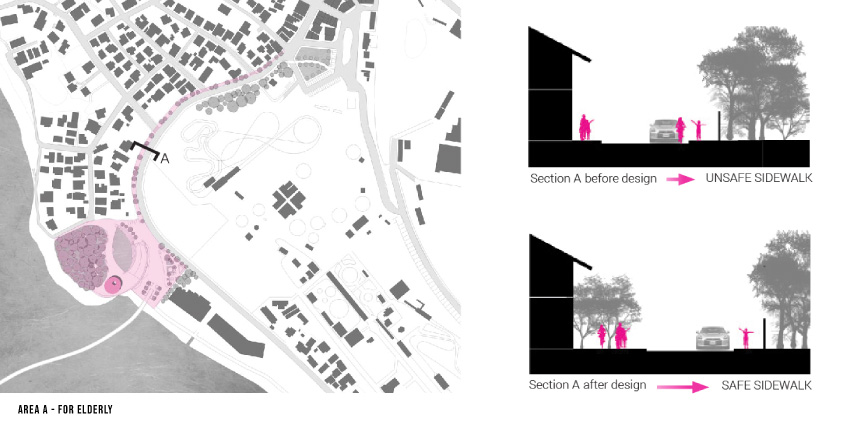 A
Section A before design UNSAFE SIDEWALK
Section A after design SAFE SIDEWALK
AREA A - FOR ELDERLY